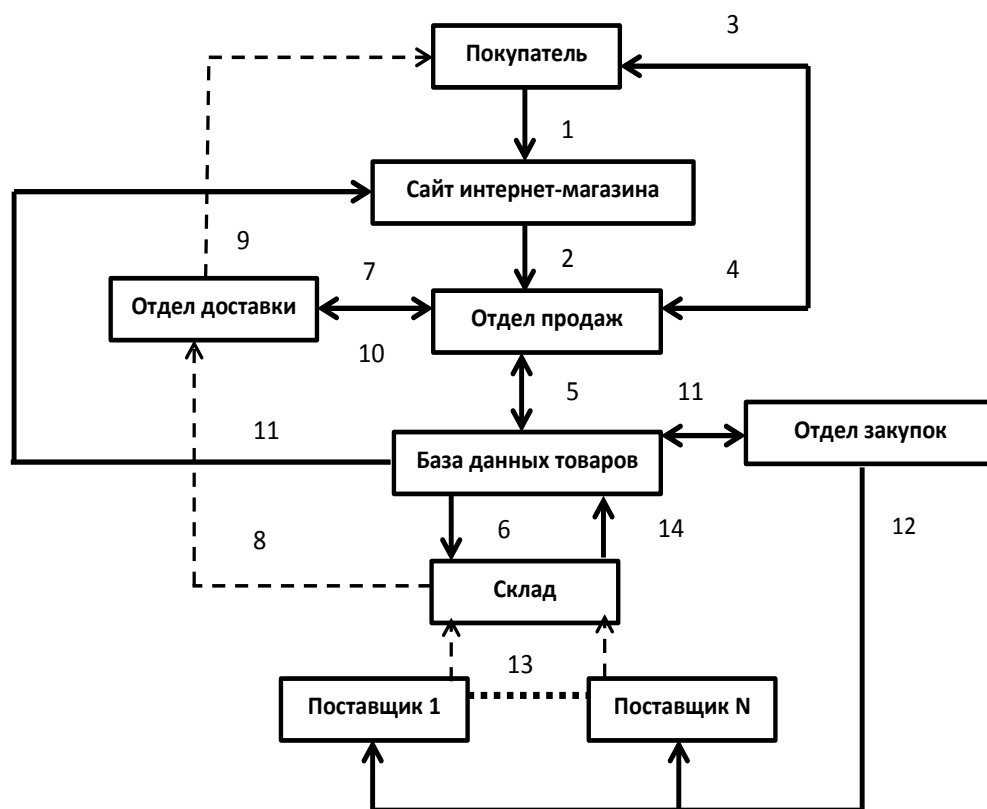 3
Покупатель
1
Сайт интернет-магазина
9
7
2
4
Отдел доставки
Отдел продаж
10
5
11
Отдел закупок
11
База данных товаров
8
6
14
12
Склад
13
Поставщик 1
Поставщик N